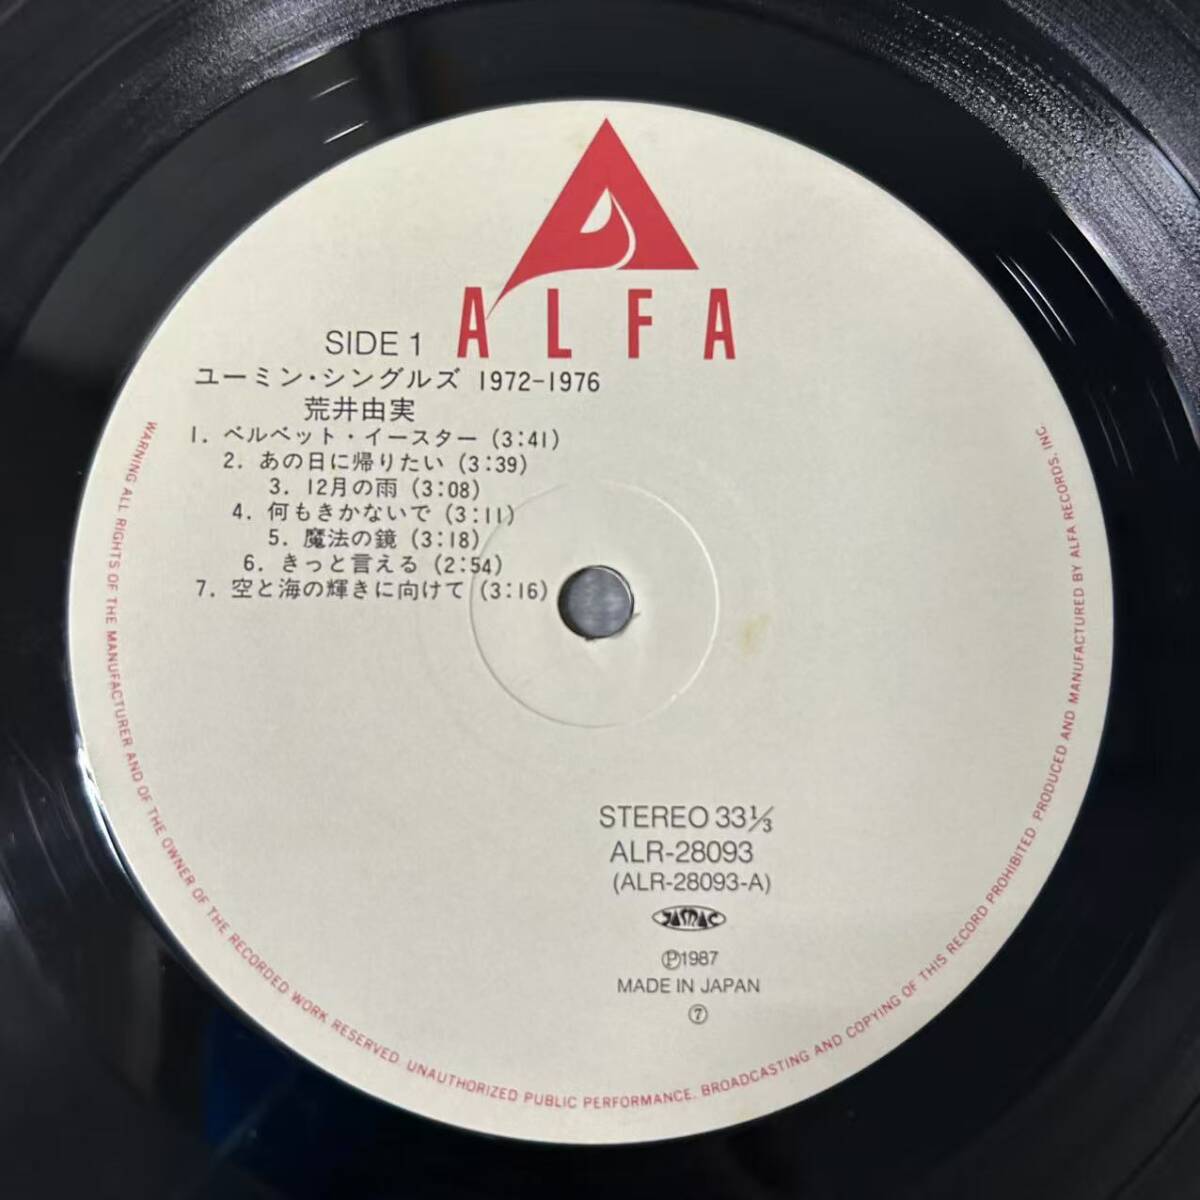 ALFA
SIDE 1
ユーミン・シングルズ 1972-1976
荒井由実
1. ベルベット・イースター (3:41)
2. あの日に帰りたい (3:39)
3. 12月の雨 (3:08)
4. 何もきかないで (3:11)
5. 魔法の鏡 (3:18)
6. きっと言える (2:54)
7. 空と海の輝きに向けて (3:16)
STEREO 33⅓
ALR-28093
(ALR-28093-A)
JASRAC
Ⓟ1987
MADE IN JAPAN
⑦
WARNING ALL RIGHTS OF THE MANUFACTURER AND OF THE OWNER OF THE RECORDED WORK RESERVED. UNAUTHORIZED PUBLIC PERFORMANCE. BROADCASTING AND COPYING OF THIS RECORD PROHIBITED. PRODUCED AND MANUFACTURED BY ALFA RECORDS, INC.